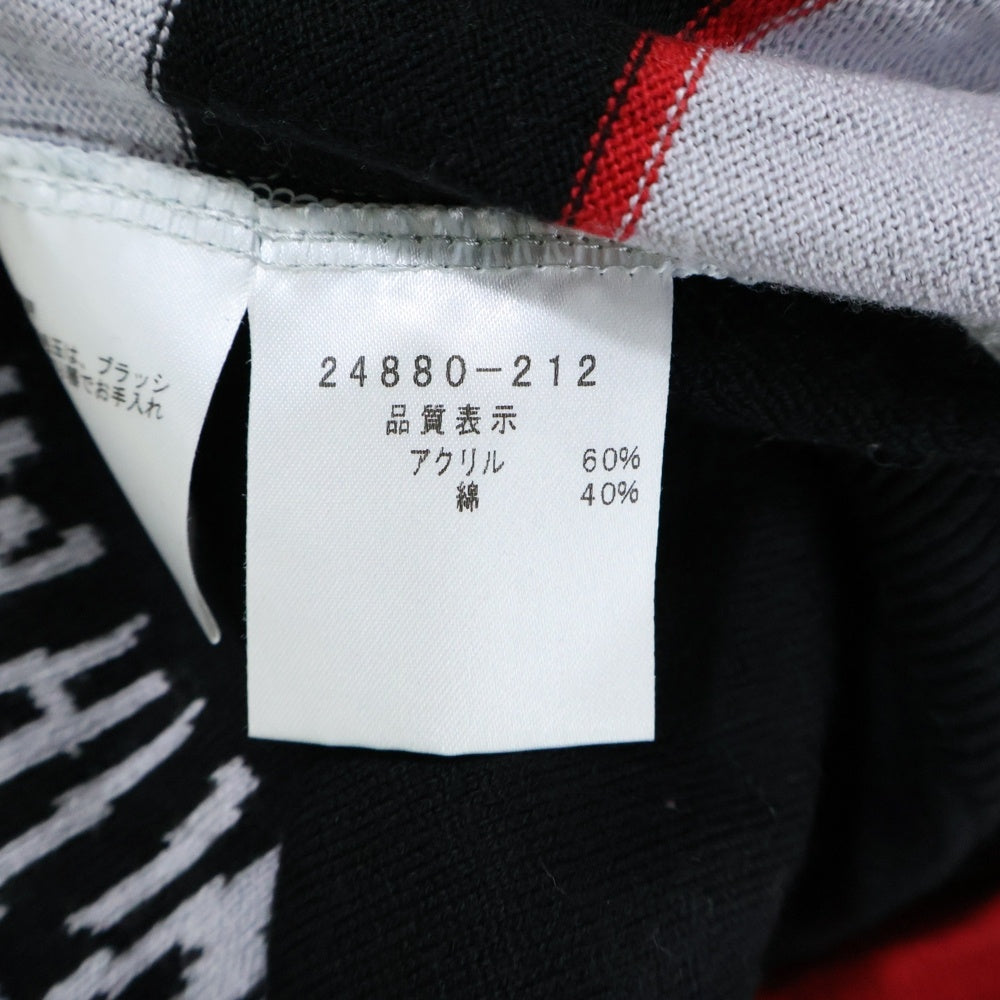 は、ブラッシ
でお手入れ
24880-212
品質表示
アクリル 60%
綿 40%